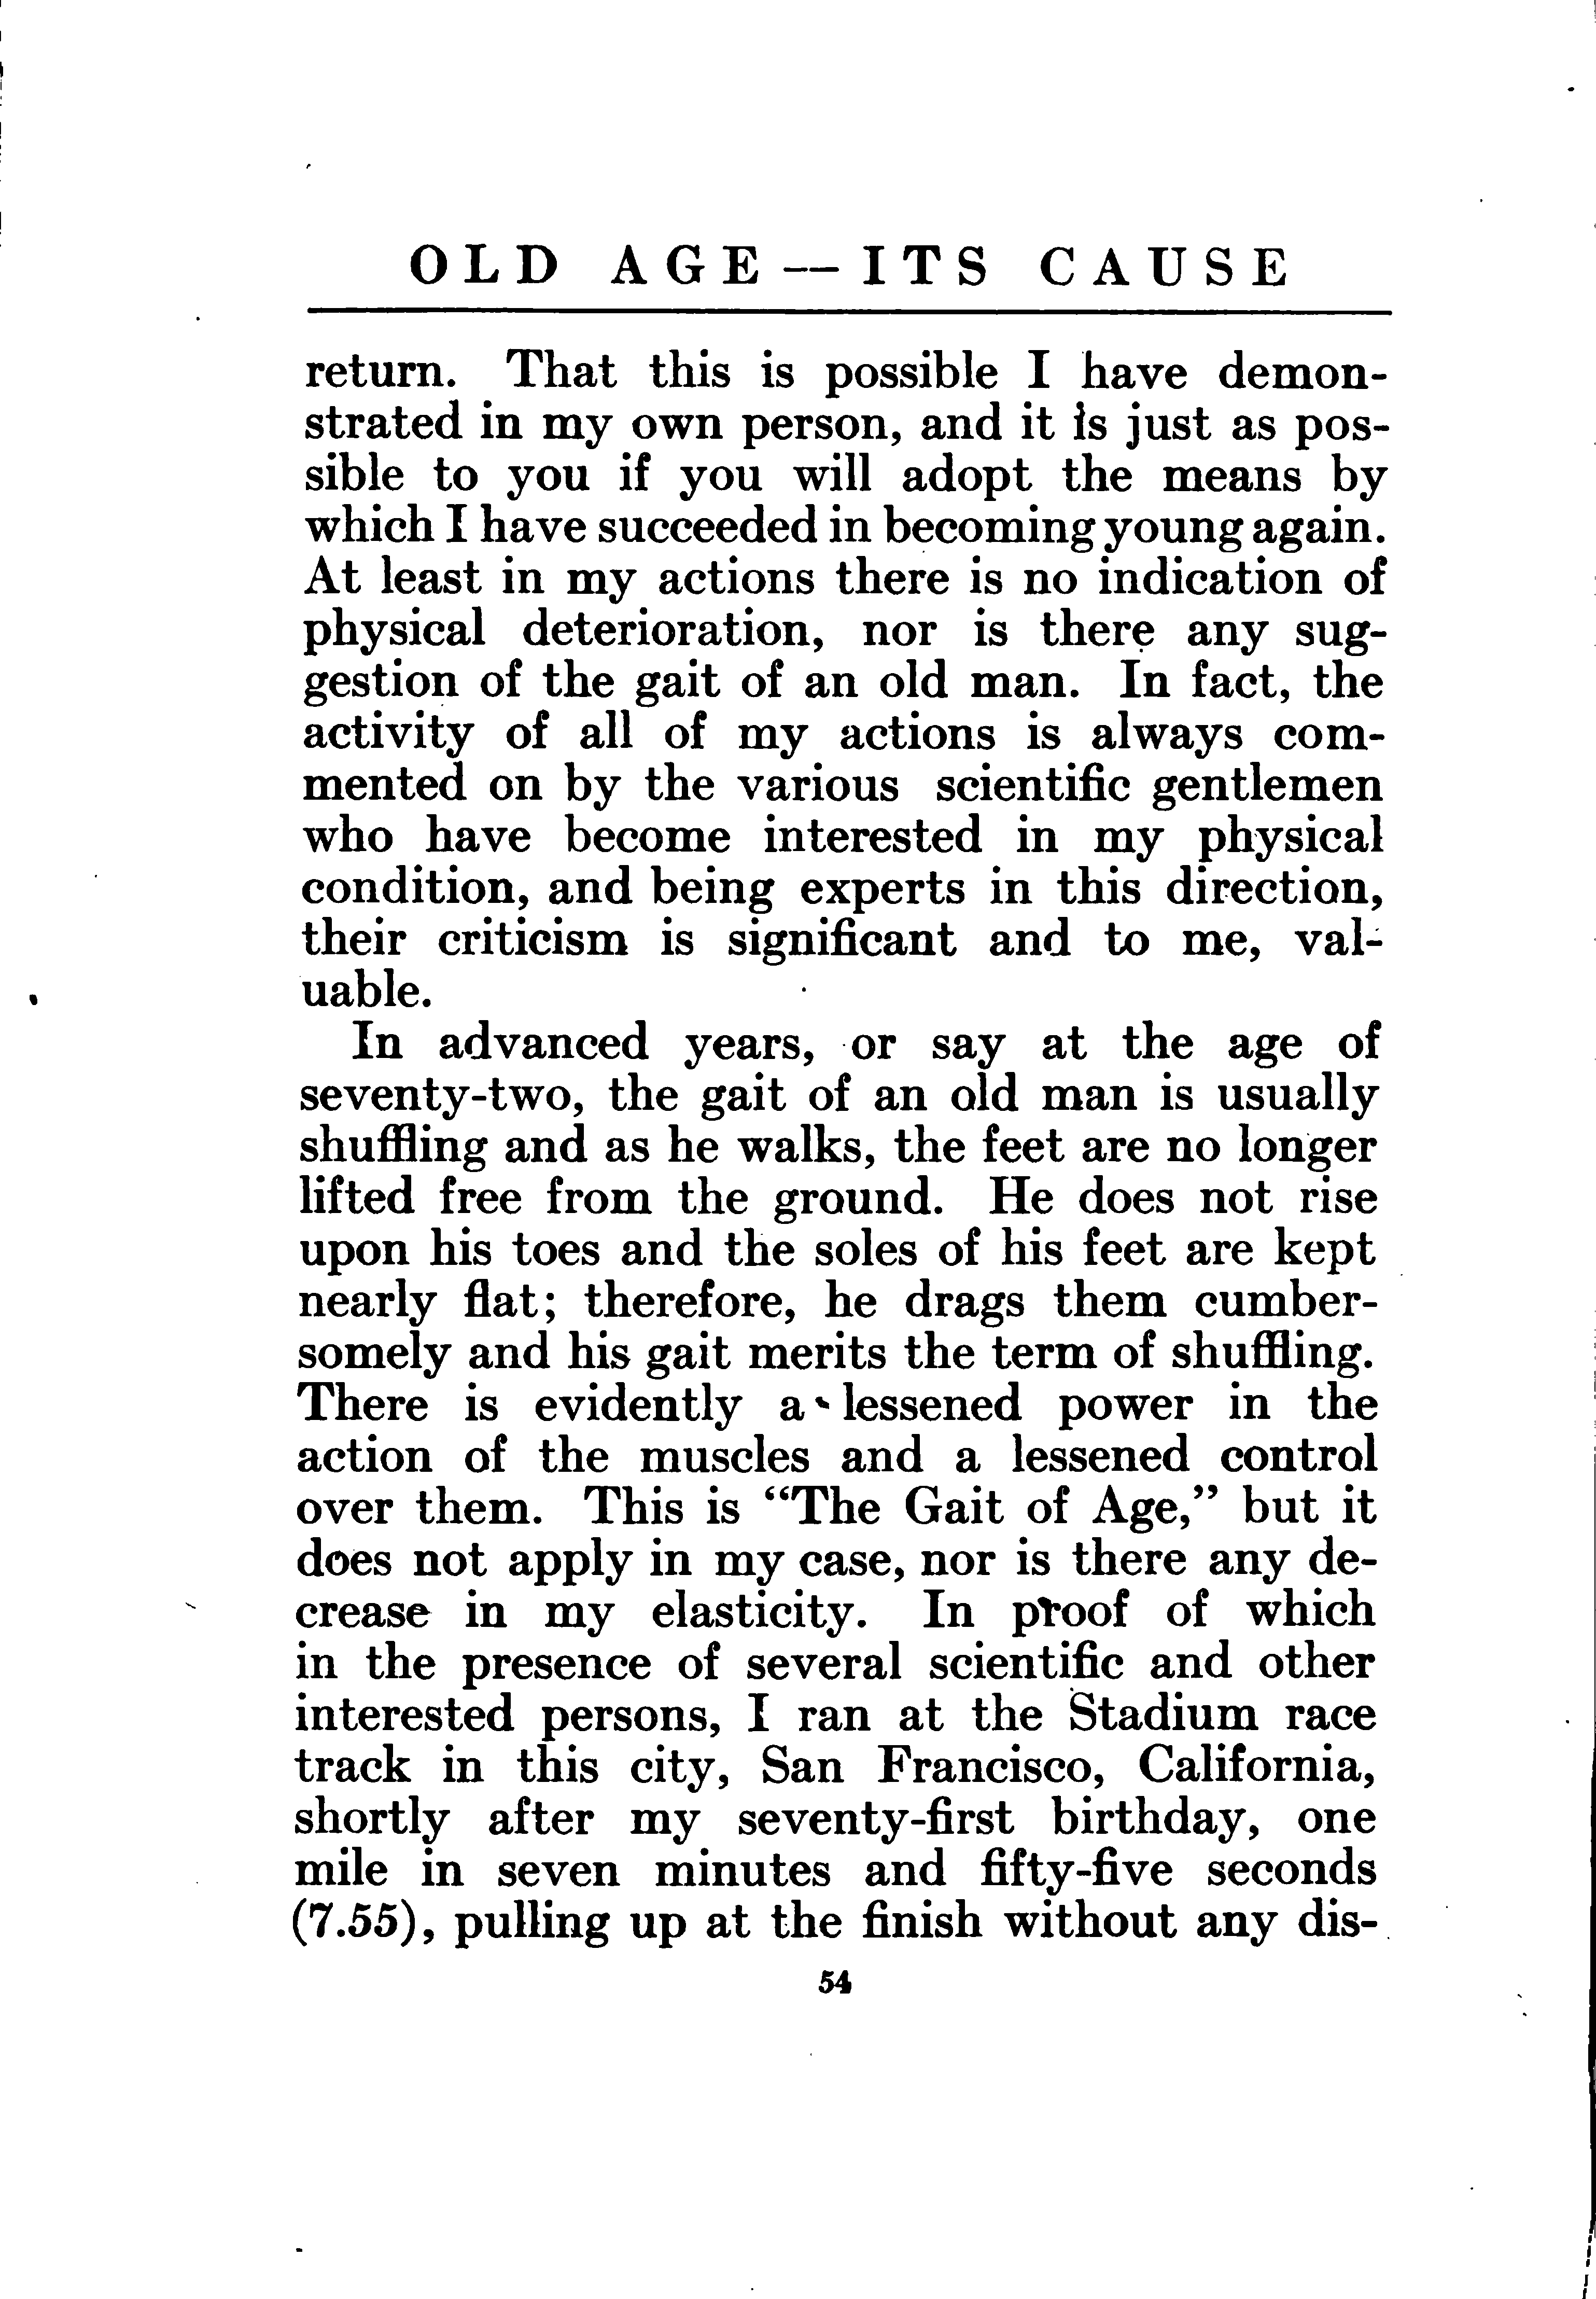 OLD AGE—ITS CAUSE
return. That this is possible I have demon-
strated in my own person, and it is just as pos-
sible to you if you will adopt the means by
which I have succeeded in becoming young again.
At least in my actions there is no indication of
physical deterioration, nor is there any sug-
gestion of the gait of an old man. In fact, the
activity of all of my actions is always com-
mented on by the various scientific gentlemen
who have become interested in my physical
condition, and being experts in this direction,
their criticism is significant and to me, val-
uable.
In advanced years, or say at the age of
seventy-two, the gait of an old man is usually
shuffling and as he walks, the feet are no longer
lifted free from the ground. He does not rise
upon his toes and the soles of his feet are kept
nearly flat; therefore, he drags them cumber-
somely and his gait merits the term of shuffling.
There is evidently a lessened power in the
action of the muscles and a lessened control
over them. This is "The Gait of Age," but it
does not apply in my case, nor is there any de-
crease in my elasticity. In proof of which
in the presence of several scientific and other
interested persons, I ran at the Stadium race
track in this city, San Francisco, California,
shortly after my seventy-first birthday, one
mile in seven minutes and fifty-five seconds
(7.55), pulling up at the finish without any dis-
54